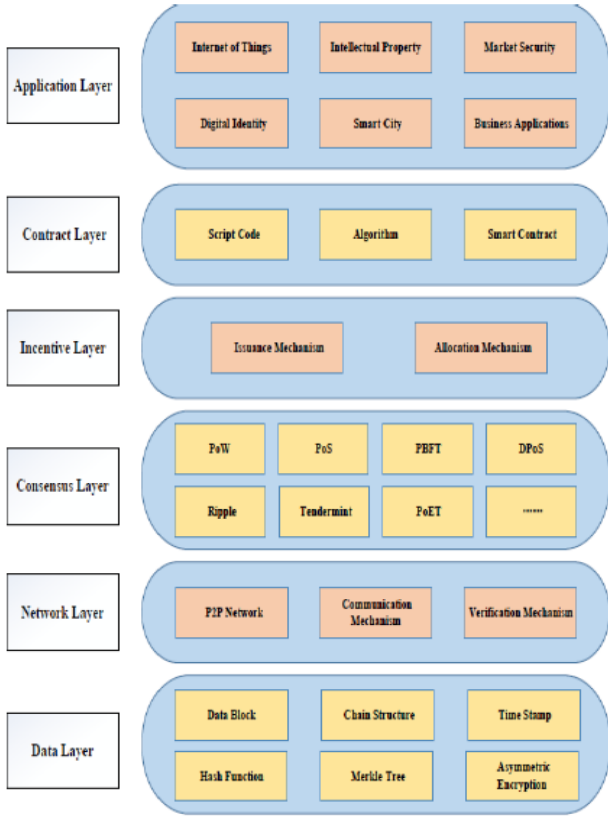 Application Layer
Internet of Things
Intellectual Property
Market Security
Digital Identity
Smart City
Business Applications
Contract Layer
Script Code
Algorithm
Smart Contract
Incentive Layer
Issuance Mechanism
Allocation Mechanism
Consensus Layer
PoW
PoS
PBFT
DPoS
Ripple
Tendermint
PoET
······
Network Layer
P2P Network
Communication
Mechanism
Verification Mechanism
Data Layer
Data Block
Chain Structure
Time Stamp
Hash Function
Merkle Tree
Asymmetric
Encryption